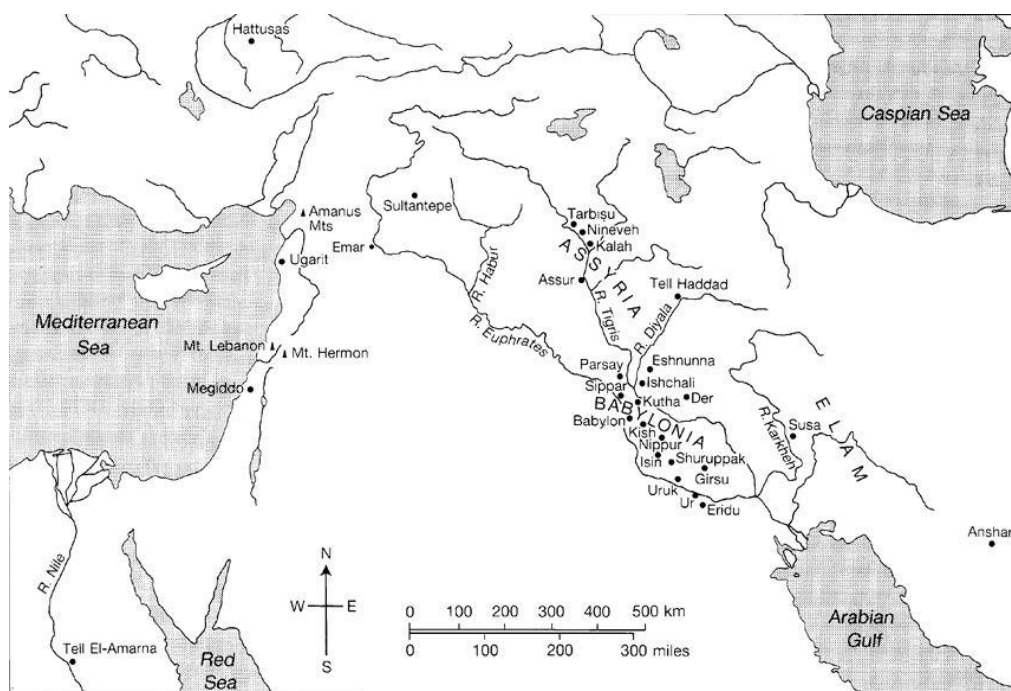 Hattusas
Caspian Sea
Sultantepe
Amanus
Mts
Tarbiṣu
Nineveh
Kalah
Emar
Ugarit
ASSYRIA
R. Habur
Assur
Tell Haddad
R. Tigris
R. Diyala
Mediterranean
Sea
R. Euphrates
Mt. Lebanon
Mt. Hermon
Parsay
Eshnunna
Megiddo
Sippar
Ishchali
Kutha
Der
BABYLONIA
Babylon
Kish
R. Karkheh
ELAM
Susa
Nippur
Isin
Shuruppak
Girsu
Uruk
Ur
Eridu
Anshan
R. Nile
N
W
E
S
0 100 200 300 400 500 km
0 100 200 300 miles
Arabian
Gulf
Tell El-Amarna
Red
Sea